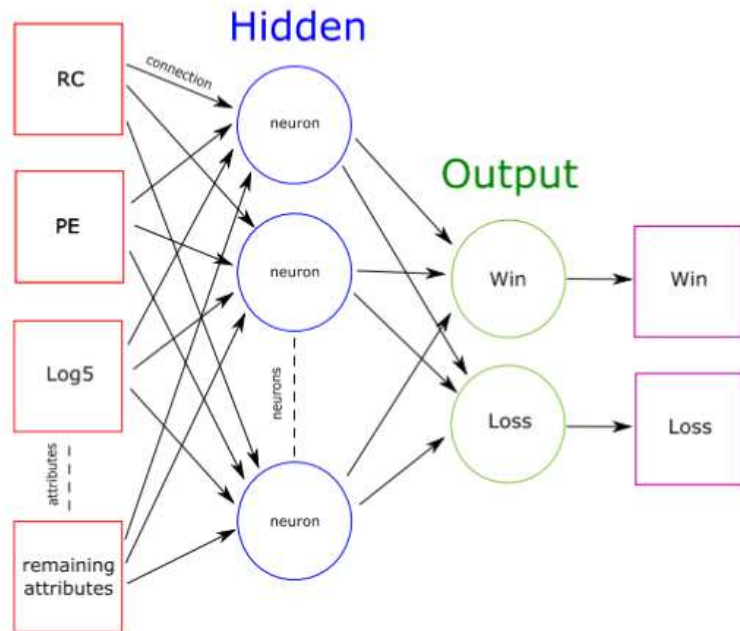 Hidden
RC
connection
neuron
Output
PE
neuron
Win
Win
Log5
neurons
Loss
Loss
attributes
neuron
remaining
attributes